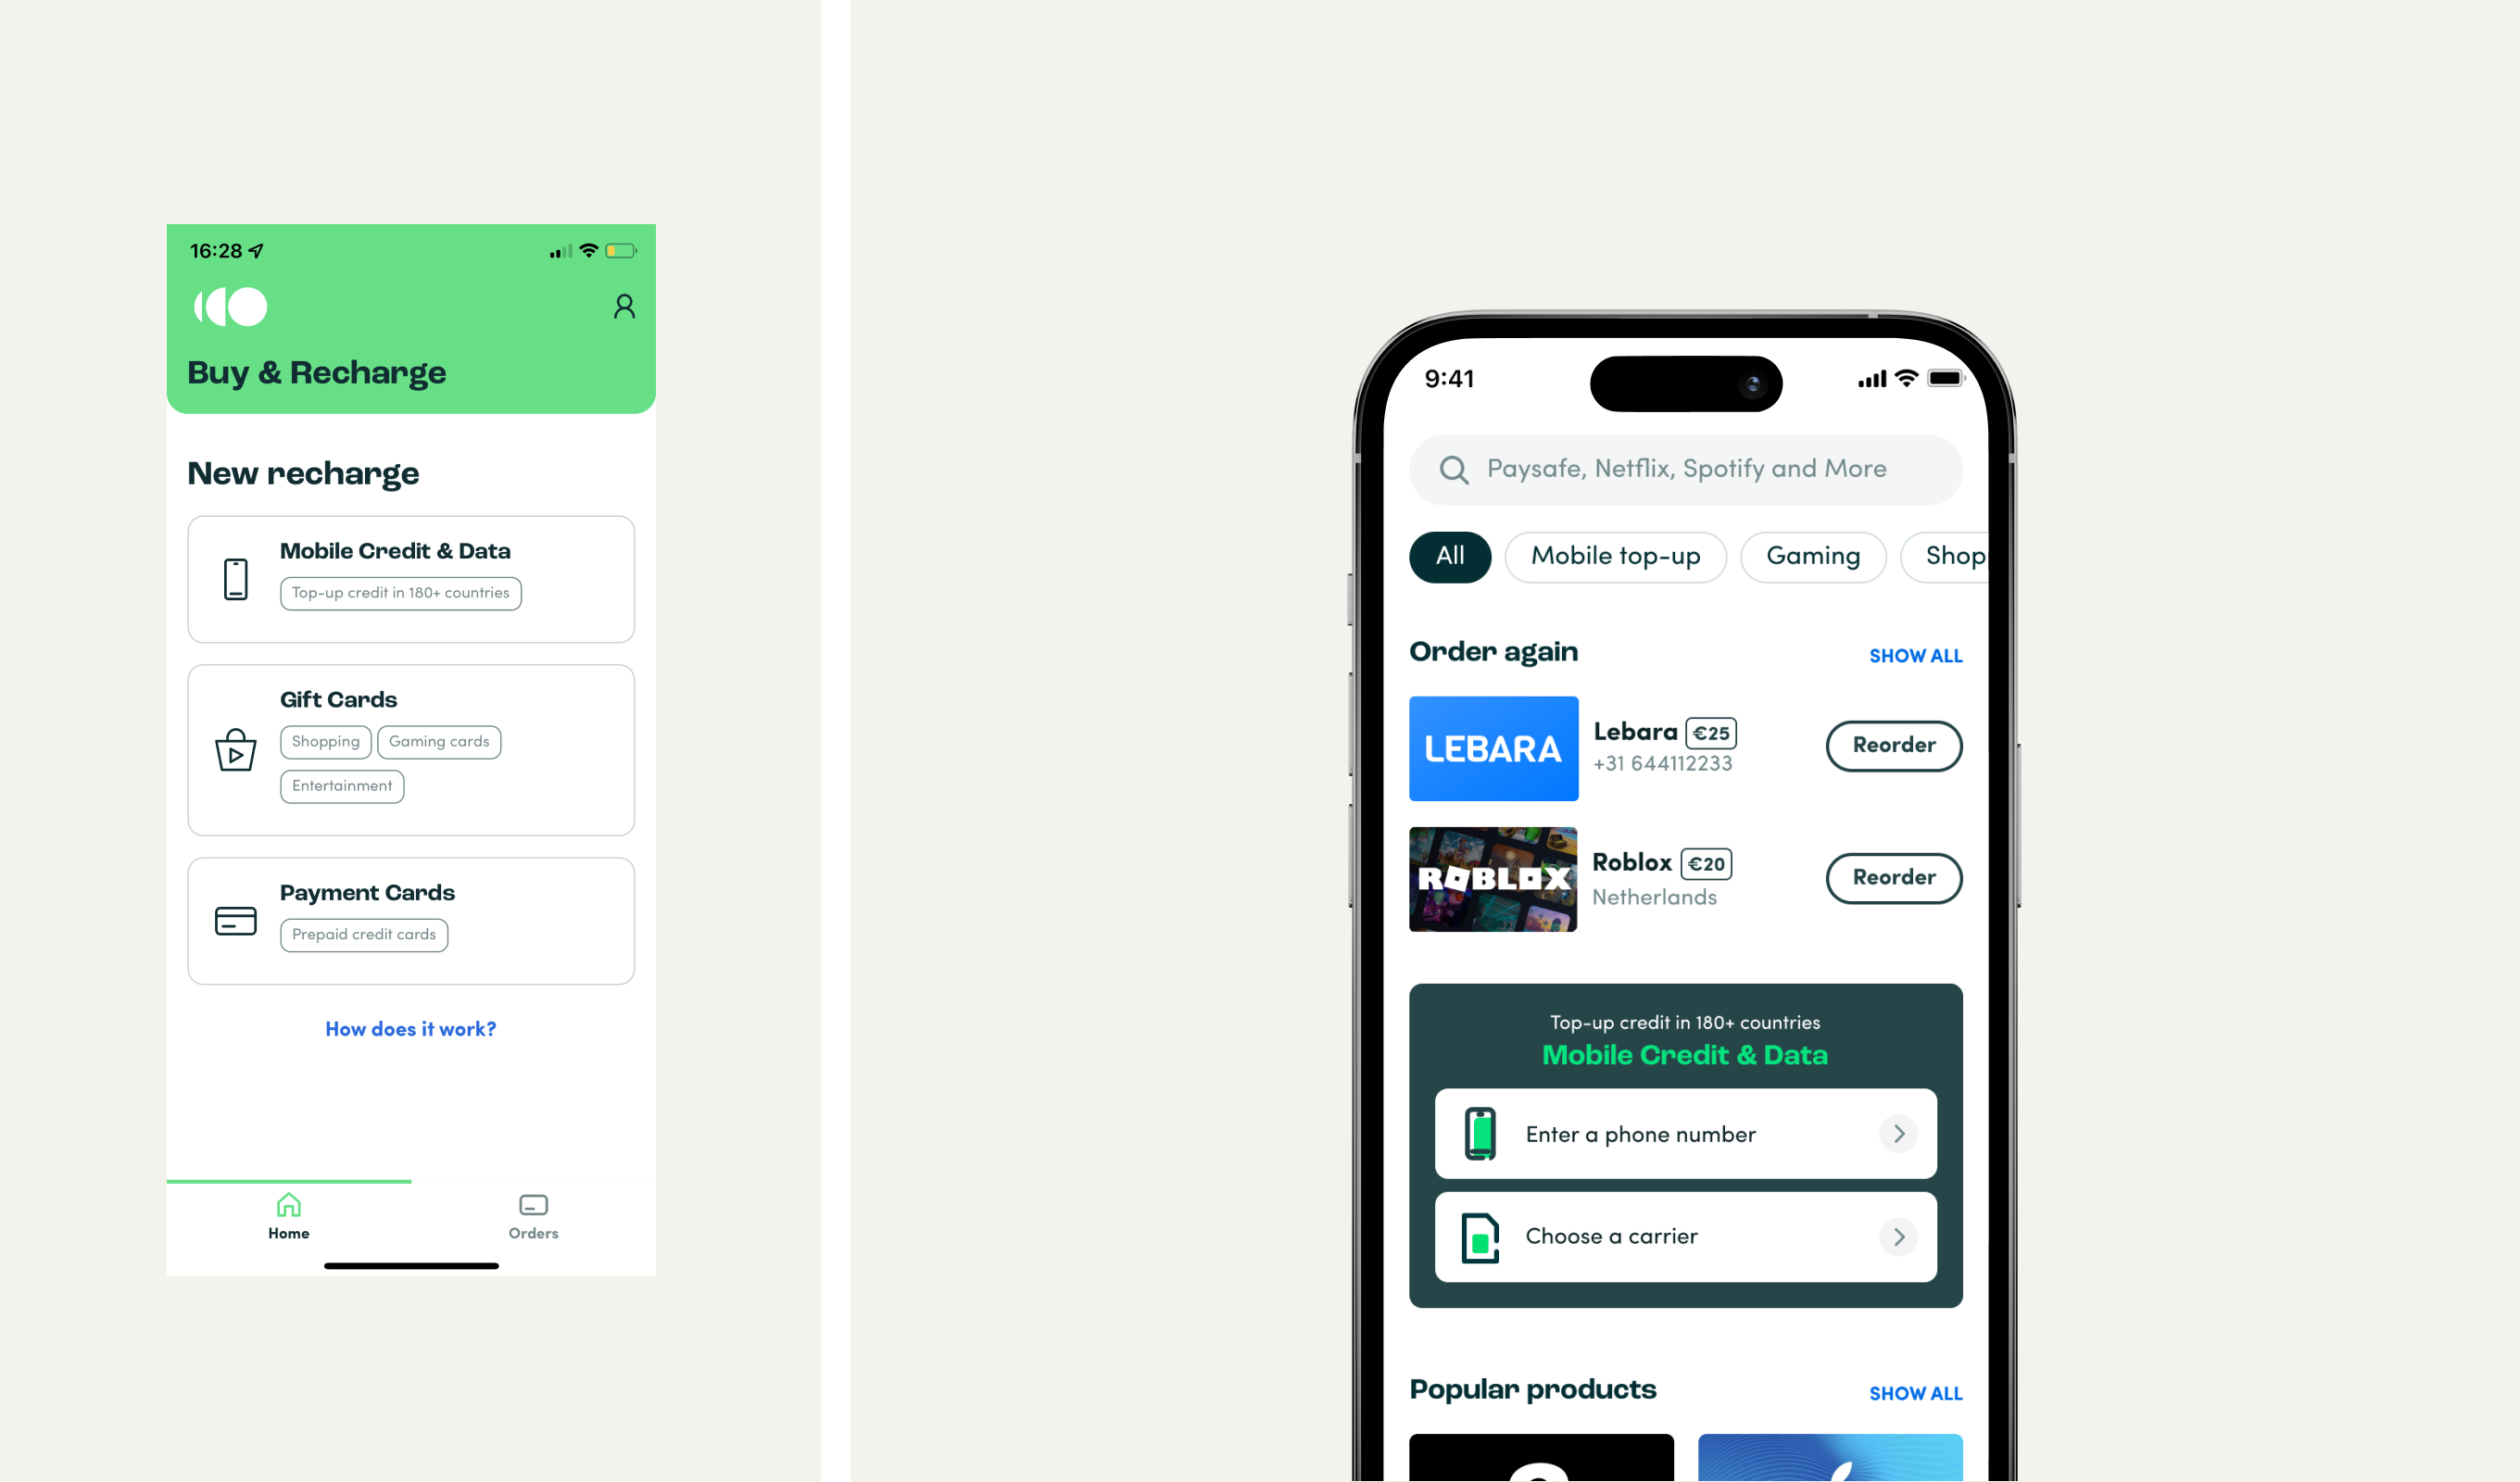 16:28
Buy & Recharge
New recharge
Mobile Credit & Data
Top-up credit in 180+ countries
Gift Cards
Shopping
Gaming cards
Entertainment
Payment Cards
Prepaid credit cards
How does it work?
Home
Orders
9:41
Paysafe, Netflix, Spotify and More
All
Mobile top-up
Gaming
Shop
Order again
SHOW ALL
LEBARA
Lebara €25
+31 644112233
Reorder
ROBLOX
Roblox €20
Netherlands
Reorder
Top-up credit in 180+ countries
Mobile Credit & Data
Enter a phone number
Choose a carrier
Popular products
SHOW ALL